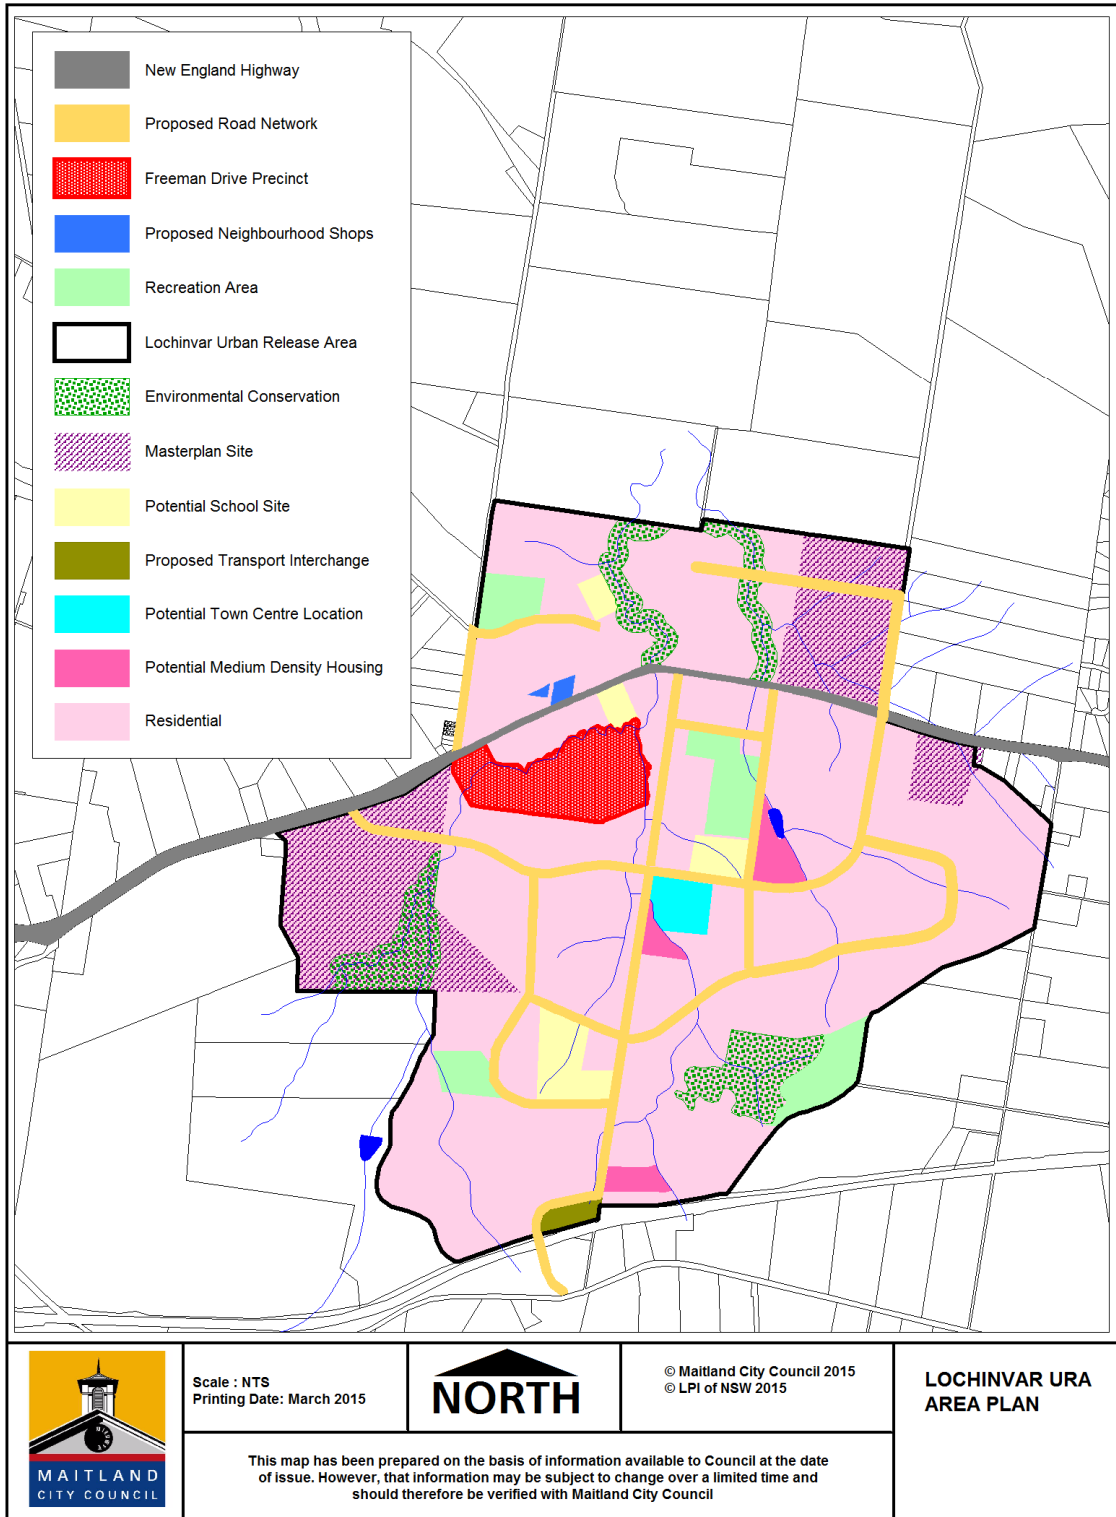 New England Highway
Proposed Road Network
Freeman Drive Precinct
Proposed Neighbourhood Shops
Recreation Area
Lochinvar Urban Release Area
Environmental Conservation
Masterplan Site
Potential School Site
Proposed Transport Interchange
Potential Town Centre Location
Potential Medium Density Housing
Residential
MAITLAND
CITY COUNCIL
Scale : NTS
Printing Date: March 2015
NORTH
© Maitland City Council 2015
© LPI of NSW 2015
LOCHINVAR URA
AREA PLAN
This map has been prepared on the basis of information available to Council at the date
of issue. However, that information may be subject to change over a limited time and
should therefore be verified with Maitland City Council